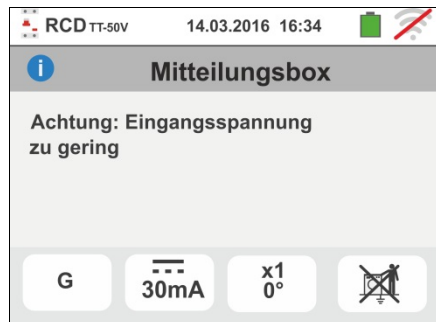 RCD TT-50V 14.03.2016 16:34
Mitteilungsbox
Achtung: Eingangsspannung
zu gering
G 30mA x1 0°